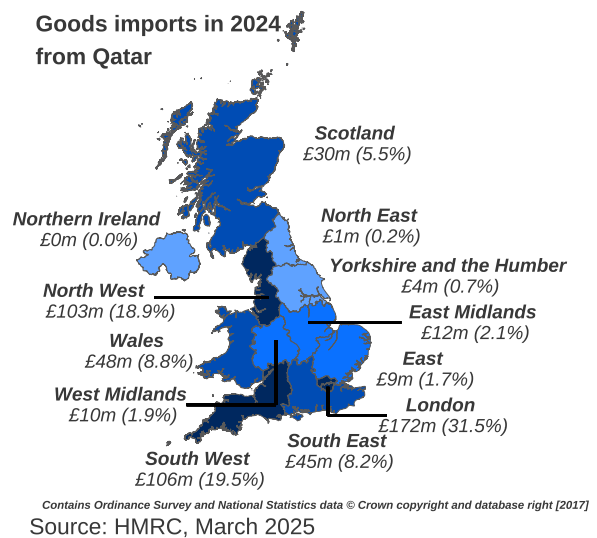 Goods imports in 2024
from Qatar
Scotland
£30m (5.5%)
Northern Ireland
£0m (0.0%)
North East
£1m (0.2%)
Yorkshire and the Humber
£4m (0.7%)
North West
£103m (18.9%)
East Midlands
£12m (2.1%)
Wales
£48m (8.8%)
East
£9m (1.7%)
West Midlands
£10m (1.9%)
London
£172m (31.5%)
South East
£45m (8.2%)
South West
£106m (19.5%)
Contains Ordinance Survey and National Statistics data © Crown copyright and database right [2017]
Source: HMRC, March 2025